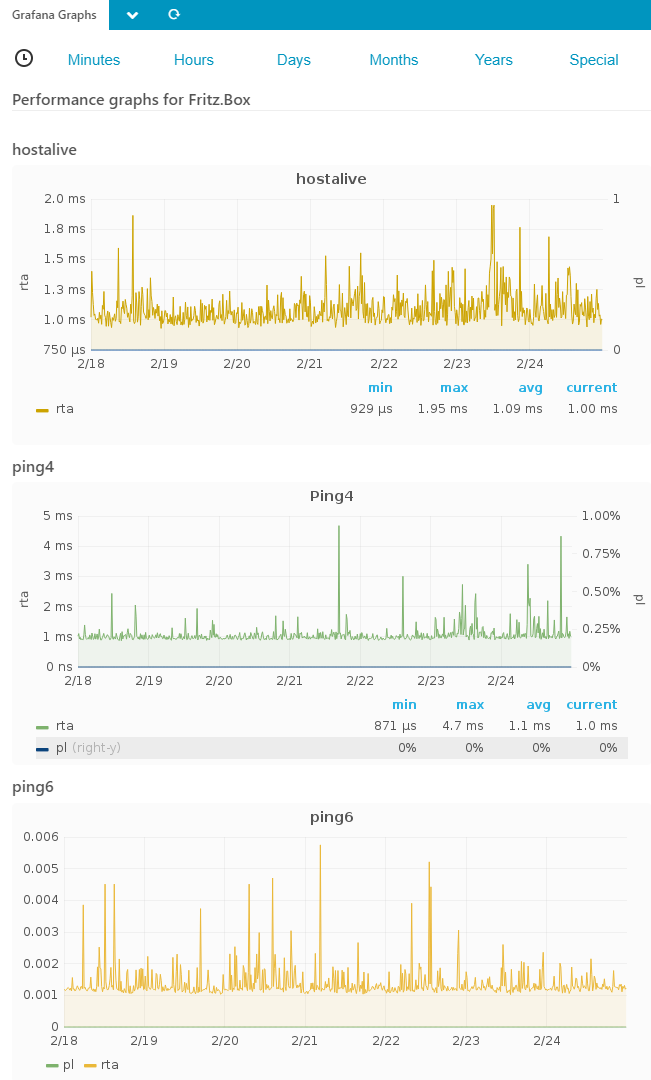 Grafana Graphs
Minutes Hours Days Months Years Special
Performance graphs for Fritz.Box
hostalive
hostalive
2.0 ms 1
1.8 ms
1.5 ms
rta pl
1.3 ms
1.0 ms
750 µs 0
2/18 2/19 2/20 2/21 2/22 2/23 2/24
min max avg current
rta 929 µs 1.95 ms 1.09 ms 1.00 ms
ping4
Ping4
5 ms 1.00%
4 ms 0.75%
3 ms 0.50%
rta pl
2 ms 0.25%
1 ms
0 ns 0%
2/18 2/19 2/20 2/21 2/22 2/23 2/24
min max avg current
rta 871 µs 4.7 ms 1.1 ms 1.0 ms
pl (right-y) 0% 0% 0% 0%
ping6
ping6
0.006
0.005
0.004
0.003
0.002
0.001
0
2/18 2/19 2/20 2/21 2/22 2/23 2/24
pl rta